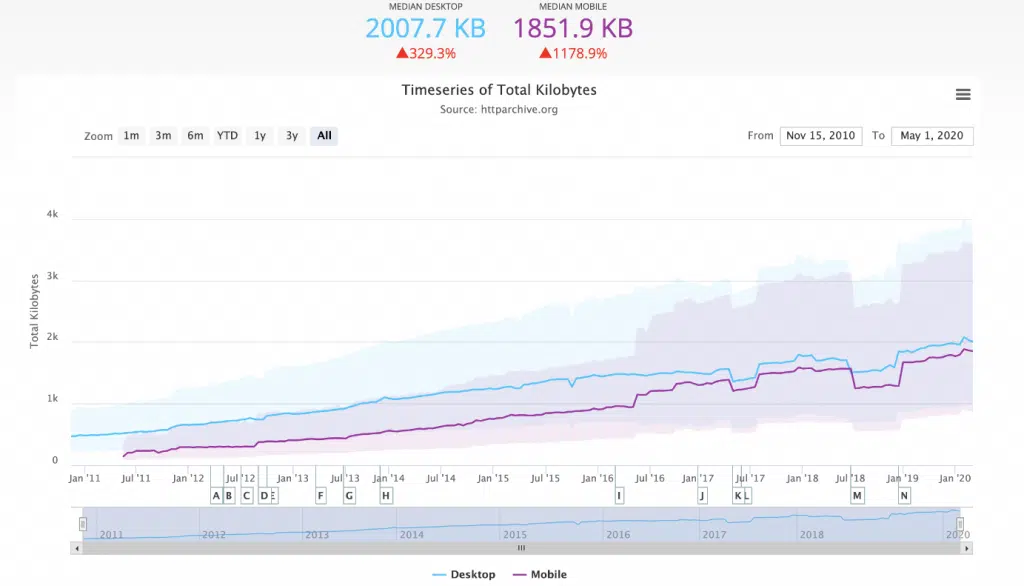 MEDIAN DESKTOP MEDIAN MOBILE
2007.7 KB 1851.9 KB
▲329.3% ▲1178.9%
Timeseries of Total Kilobytes
Source: httparchive.org
Zoom 1m 3m 6m YTD 1y 3y All From Nov 15, 2010 To May 1, 2020
4k
3k
2k
1k
0
Total Kilobytes
Jan '11 Jul '11 Jan '12 Jul '12 Jan '13 Jul '13 Jan '14 Jul '14 Jan '15 Jul '15 Jan '16 Jul '16 Jan '17 Jul '17 Jan '18 Jul '18 Jan '19 Jan '20
A B C D E F G H I J K L M N
2011 2012 2013 2014 2015 2016 2017 2018 2020
Desktop Mobile